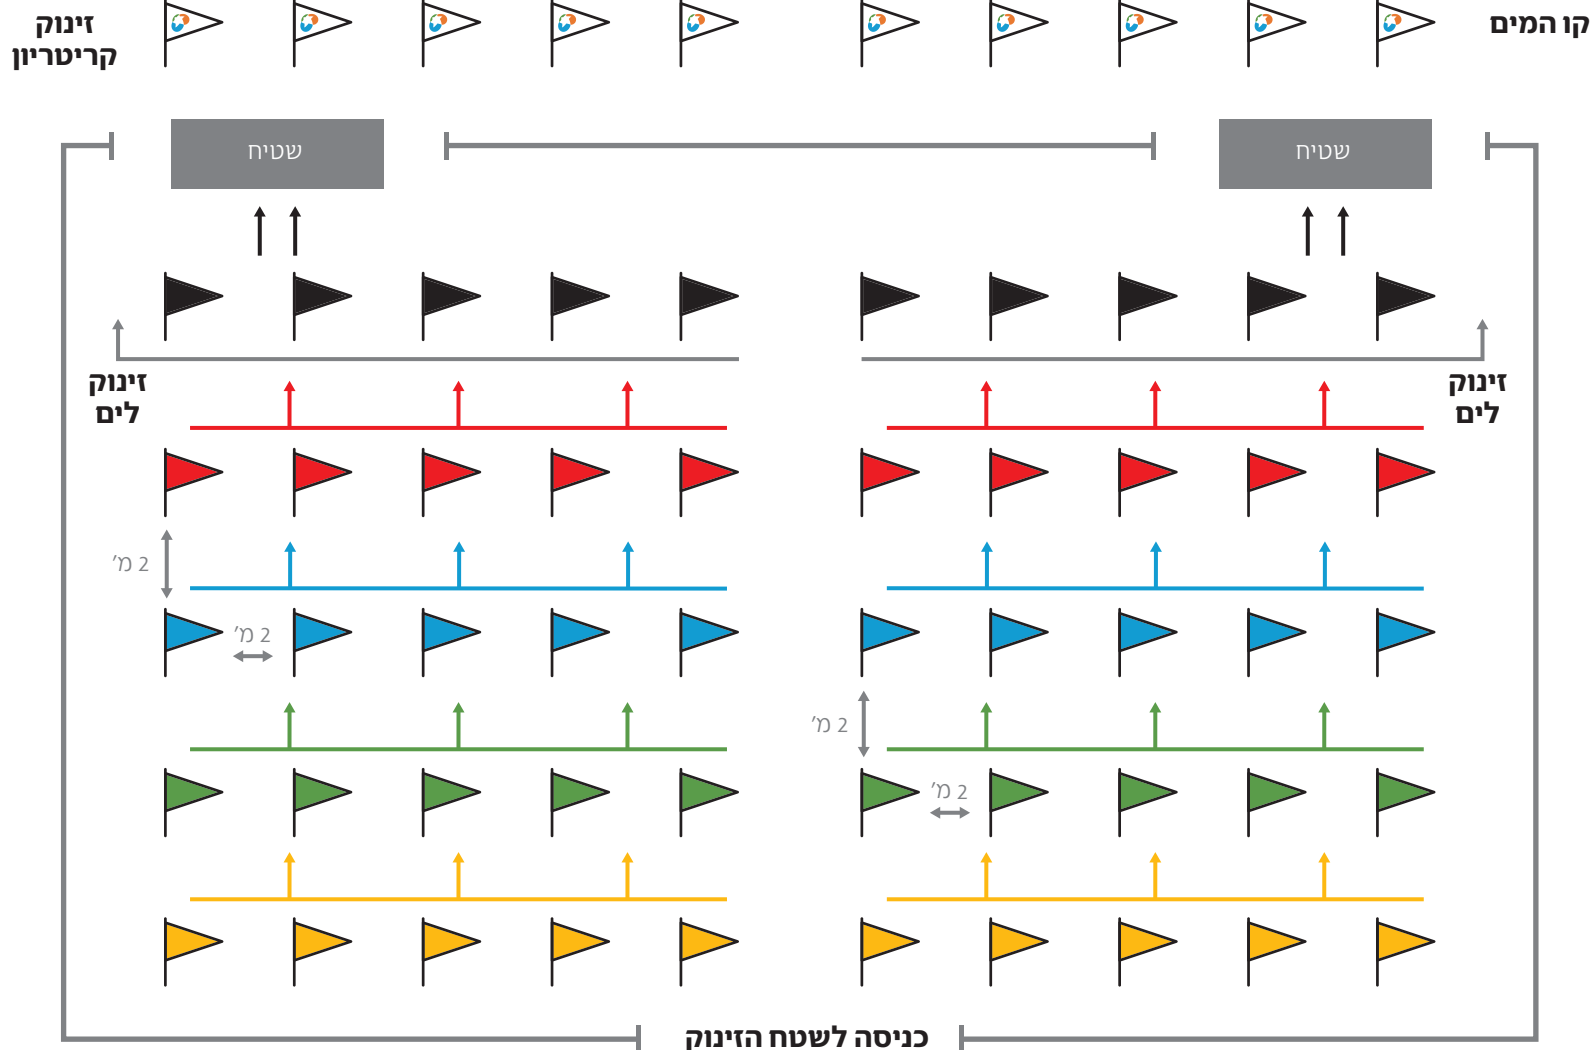 קו המים
זינוק
קריטריון
שטיח
שטיח
זינוק
לים
זינוק
לים
2 מ'
2 מ'
2 מ'
2 מ'
כניסה לשטח הזינוק